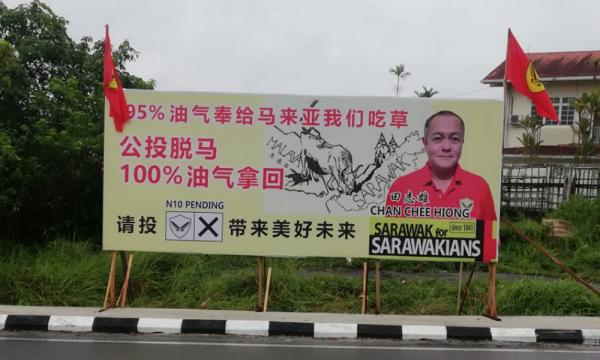 95% 油气奉给马来亚我们吃草
公投脱马
100%油气拿回
MALAYA
SARAWAK
田志雄
CHAN CHEE HIONG
N10 PENDING
请投
带来美好未来
SARAWAK for
since 1841
SARAWAKIANS